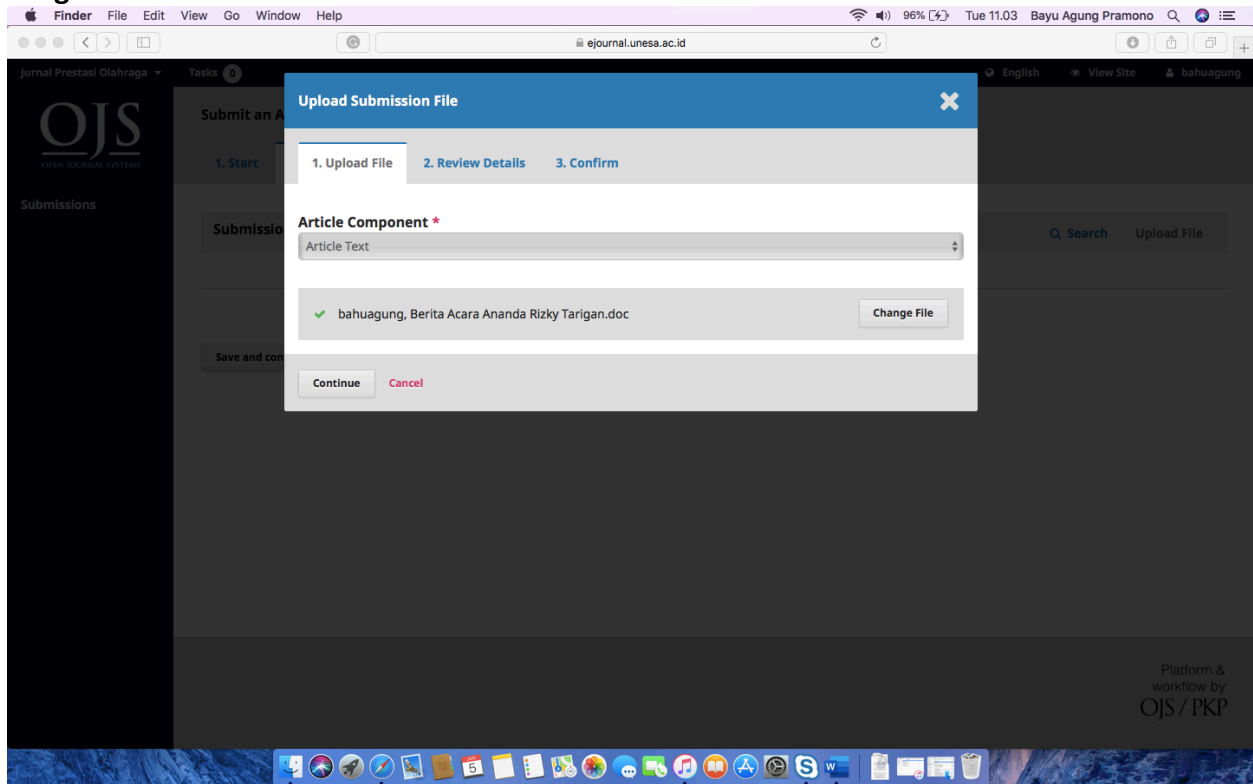 Finder File Edit View Go Window Help 96% Tue 11.03 Bayu Agung Pramono
ejournal.unesa.ac.id
Jurnal Prestasi Olahraga Tasks 0 English View Site bahuagung
OJS
OPEN JOURNAL SYSTEMS
Submissions
Submit an A
1. Start
Upload Submission File
1. Upload File 2. Review Details 3. Confirm
Article Component *
Article Text
Submissio
Search Upload File
bahuagung, Berita Acara Ananda Rizky Tarigan.doc Change File
Save and con
Continue Cancel
Platform &
workflow by
OJS / PKP
5